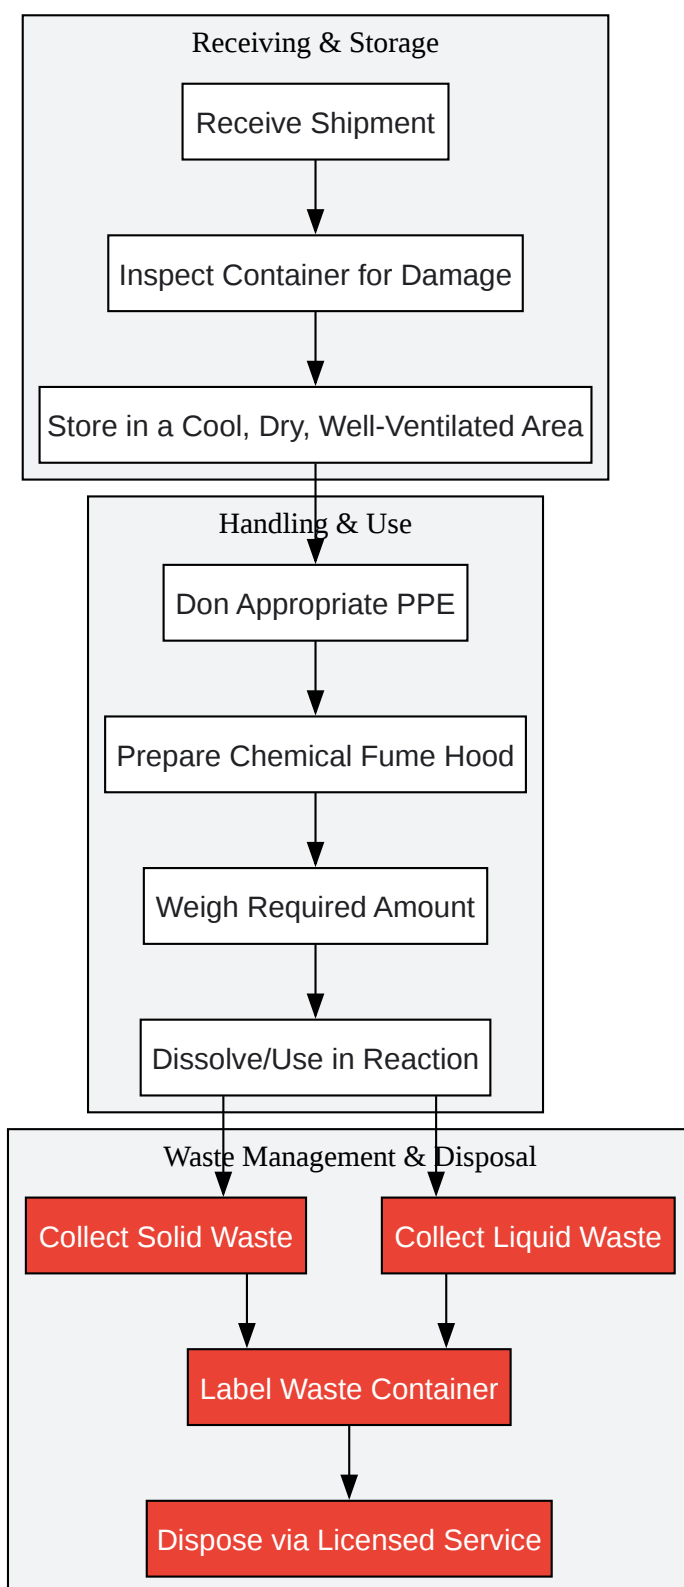 Receiving & Storage
Receive Shipment
Inspect Container for Damage
Store in a Cool, Dry, Well-Ventilated Area
Handling & Use
Don Appropriate PPE
Prepare Chemical Fume Hood
Weigh Required Amount
Dissolve/Use in Reaction
Waste Management & Disposal
Collect Solid Waste
Collect Liquid Waste
Label Waste Container
Dispose via Licensed Service